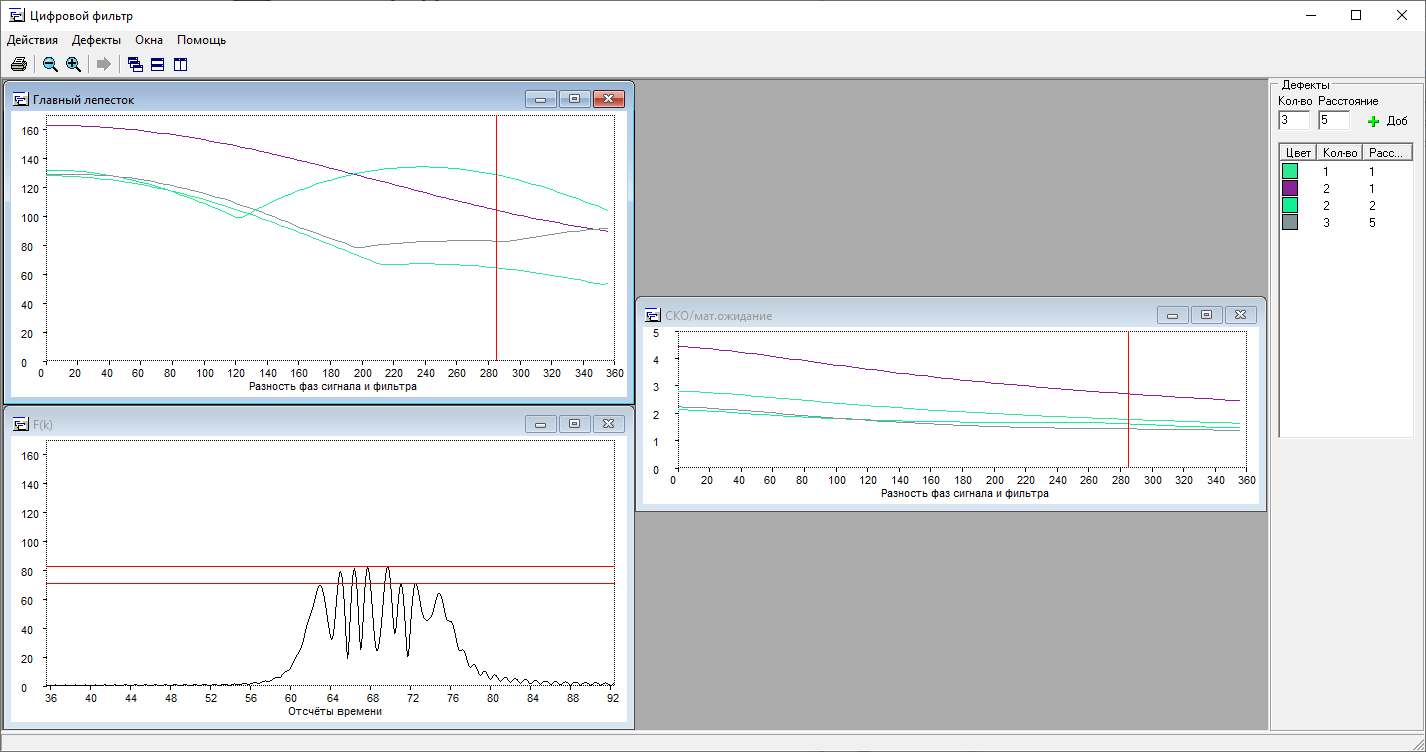 Цифровой фильтр
Действия Дефекты Окна Помощь
Главный лепесток
160
140
120
100
80
60
40
20
0
0 20 40 60 80 100 120 140 160 180 200 220 240 260 280 300 320 340 360
Разность фаз сигнала и фильтра
F(k)
160
140
120
100
80
60
40
20
0
36 40 44 48 52 56 60 64 68 72 76 80 84 88 92
Отсчёты времени
СКО/мат.ожидание
5
4
3
2
1
0
0 20 40 60 80 100 120 140 160 180 200 220 240 260 280 300 320 340 360
Разность фаз сигнала и фильтра
Дефекты
Кол-во Расстояние
3 5 Доб
Цвет Кол-во Расс...
1 1
2 1
2 2
3 5